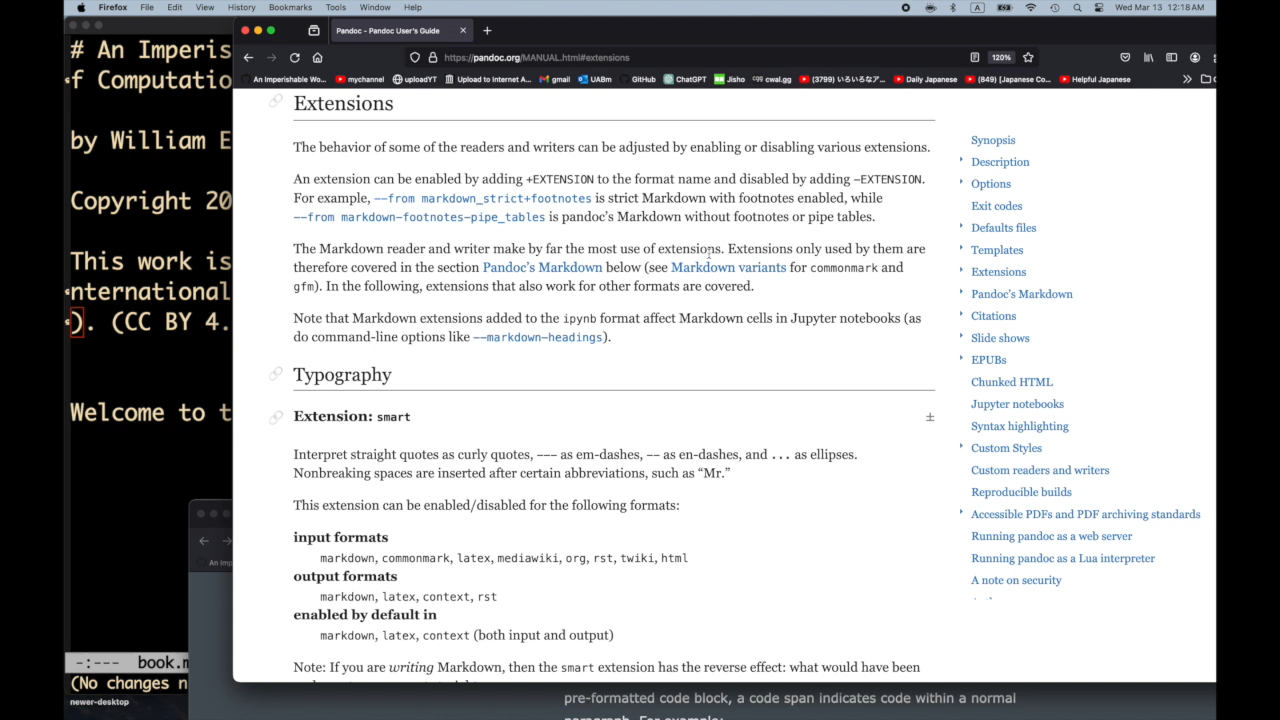 Firefox File Edit View History Bookmarks Tools Window Help A Wed Mar 13 12:18 AM
Pandoc - Pandoc User's Guide
https://pandoc.org/MANUAL.html#extensions 120%
An Imperishable Wo... mychannel uploadYT Upload to Internet A... gmail UABm GitHub ChatGPT Jisho cwal.gg (3799) いろいろなア... Daily Japanese (849) [Japanese Co... Helpful Japanese
# An Imperis
f Computatio
by William E
Copyright 20
This work is
nternational
). (CC BY 4.
Welcome to t
An Imp
-:--- book.m
(No changes n
newer-desktop
Extensions
The behavior of some of the readers and writers can be adjusted by enabling or disabling various extensions.
An extension can be enabled by adding +EXTENSION to the format name and disabled by adding -EXTENSION.
For example, --from markdown_strict+footnotes is strict Markdown with footnotes enabled, while
--from markdown-footnotes-pipe_tables is pandoc's Markdown without footnotes or pipe tables.
The Markdown reader and writer make by far the most use of extensions. Extensions only used by them are
therefore covered in the section Pandoc's Markdown below (see Markdown variants for commonmark and
gfm). In the following, extensions that also work for other formats are covered.
Note that Markdown extensions added to the ipynb format affect Markdown cells in Jupyter notebooks (as
do command-line options like --markdown-headings).
Typography
Extension: smart ±
Interpret straight quotes as curly quotes, --- as em-dashes, -- as en-dashes, and ... as ellipses.
Nonbreaking spaces are inserted after certain abbreviations, such as “Mr.”
This extension can be enabled/disabled for the following formats:
input formats
markdown, commonmark, latex, mediawiki, org, rst, twiki, html
output formats
markdown, latex, context, rst
enabled by default in
markdown, latex, context (both input and output)
Note: If you are writing Markdown, then the smart extension has the reverse effect: what would have been
Synopsis
Description
Options
Exit codes
Defaults files
Templates
Extensions
Pandoc's Markdown
Citations
Slide shows
EPUBs
Chunked HTML
Jupyter notebooks
Syntax highlighting
Custom Styles
Custom readers and writers
Reproducible builds
Accessible PDFs and PDF archiving standards
Running pandoc as a web server
Running pandoc as a Lua interpreter
A note on security
pre-formatted code block, a code span indicates code within a normal
paragraph. For example: